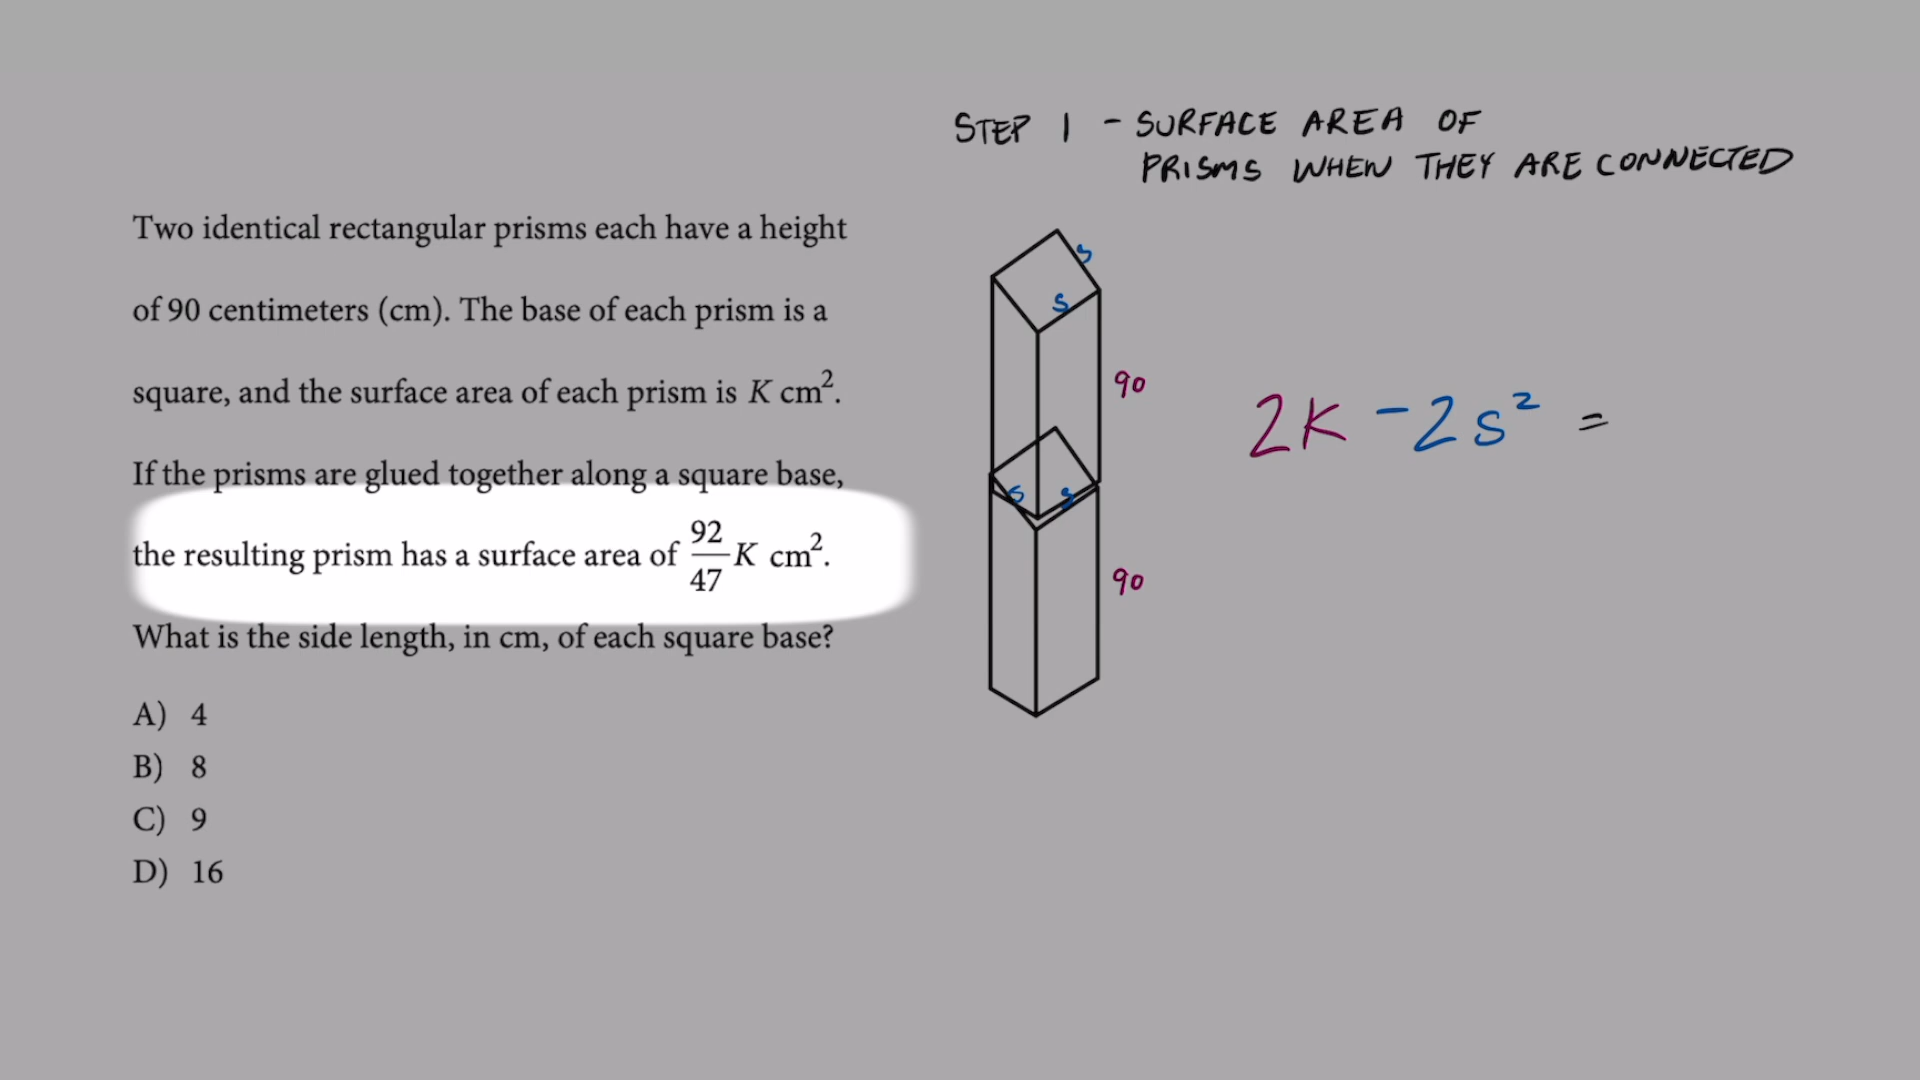 STEP 1 - SURFACE AREA OF
PRISMS WHEN THEY ARE CONNECTED
Two identical rectangular prisms each have a height
of 90 centimeters (cm). The base of each prism is a
square, and the surface area of each prism is K cm².
If the prisms are glued together along a square base,
the resulting prism has a surface area of 92/47 K cm².
What is the side length, in cm, of each square base?
A) 4
B) 8
C) 9
D) 16
s
s
90
s s
90
2K - 2s² =